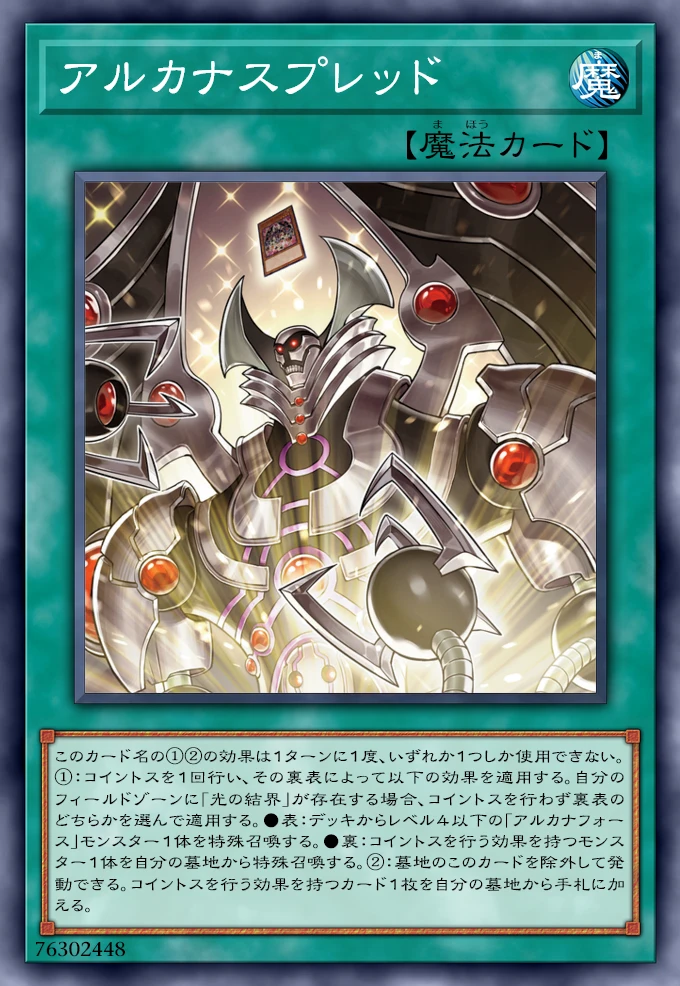 アルカナスプレッド
魔
【魔法カード】
このカード名の①②の効果は1ターンに1度、いずれか1つしか使用できない。
①：コイントスを1回行い、その裏表によって以下の効果を適用する。自分の
フィールドゾーンに「光の結界」が存在する場合、コイントスを行わず裏表の
どちらかを選んで適用する。●表：デッキからレベル4以下の「アルカナフォー
ス」モンスター1体を特殊召喚する。●裏：コイントスを行う効果を持つモンス
ター1体を自分の墓地から特殊召喚する。②：墓地のこのカードを除外して発
動できる。コイントスを行う効果を持つカード1枚を自分の墓地から手札に加
える。
76302448